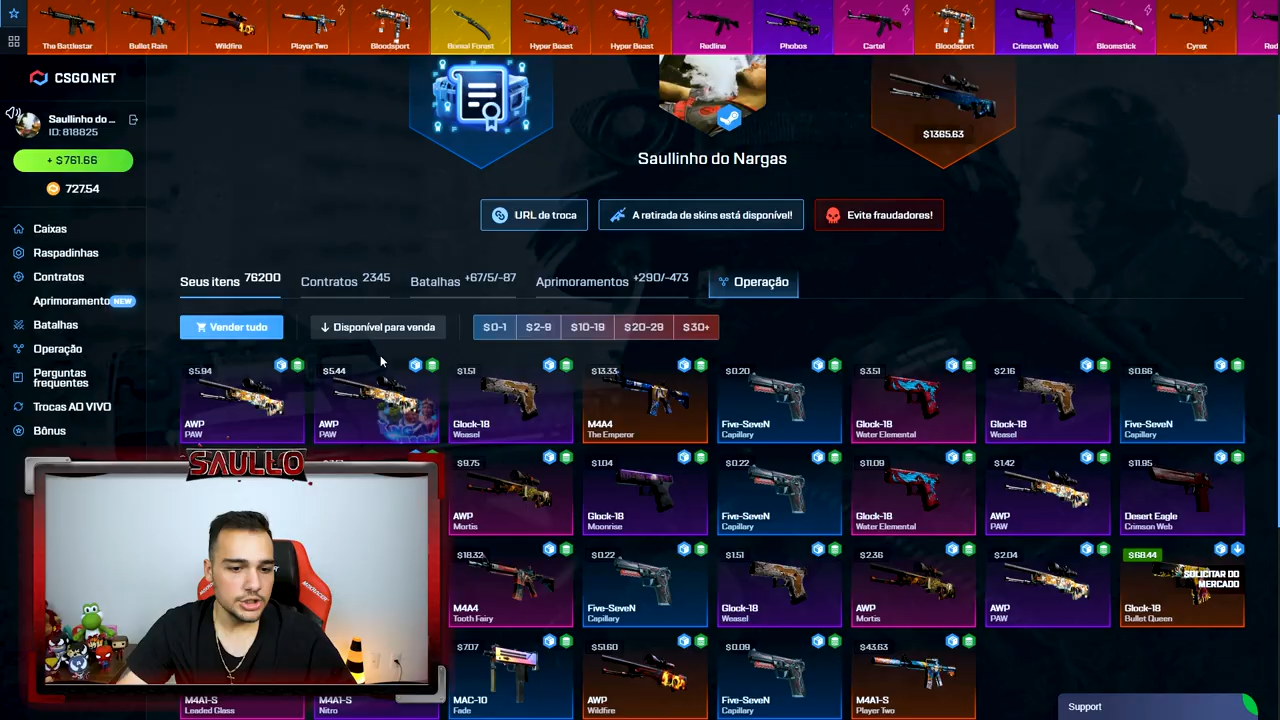 The Battlestar
Bullet Rain
Wildfire
Player Two
Bloodsport
Boreal Forest
Hyper Beast
Hyper Beast
Redline
Phobos
Cartel
Bloodsport
Crimson Web
Bloomstick
Cyrex
CSGO.NET
Saullinho do ...
ID: 818825
+ $761.66
727.54
$1365.63
Saullinho do Nargas
URL de troca
A retirada de skins está disponível!
Evite fraudadores!
Caixas
Raspadinhas
Contratos
Aprimoramento NEW
Batalhas
Operação
Perguntas
frequentes
Trocas AO VIVO
Bônus
Seus itens 76200
Contratos 2345
Batalhas +67/5/-87
Aprimoramentos +290/-473
Operação
Vender tudo
Disponível para venda
$0-1
$2-9
$10-19
$20-29
$30+
$5.94
AWP
PAW
$5.44
AWP
PAW
$1.51
Glock-18
Weasel
$13.33
M4A4
The Emperor
$0.20
Five-SeveN
Capillary
$3.51
Glock-18
Water Elemental
$2.16
Glock-18
Weasel
$0.66
Five-SeveN
Capillary
$9.75
AWP
Mortis
$1.04
Glock-18
Moonrise
$0.22
Five-SeveN
Capillary
$11.09
Glock-18
Water Elemental
$1.42
AWP
PAW
$11.95
Desert Eagle
Crimson Web
$18.32
M4A4
Tooth Fairy
$0.22
Five-SeveN
Capillary
$1.51
Glock-18
Weasel
$2.36
AWP
Mortis
$2.04
AWP
PAW
$68.44
SOLICITAR DO
MERCADO
Glock-18
Bullet Queen
M4A1-S
Leaded Glass
M4A1-S
Nitro
$7.07
MAC-10
Fade
$51.60
AWP
Wildfire
$0.09
Five-SeveN
Capillary
$43.63
M4A1-S
Player Two
SAULLO
MOOBRACER
Support